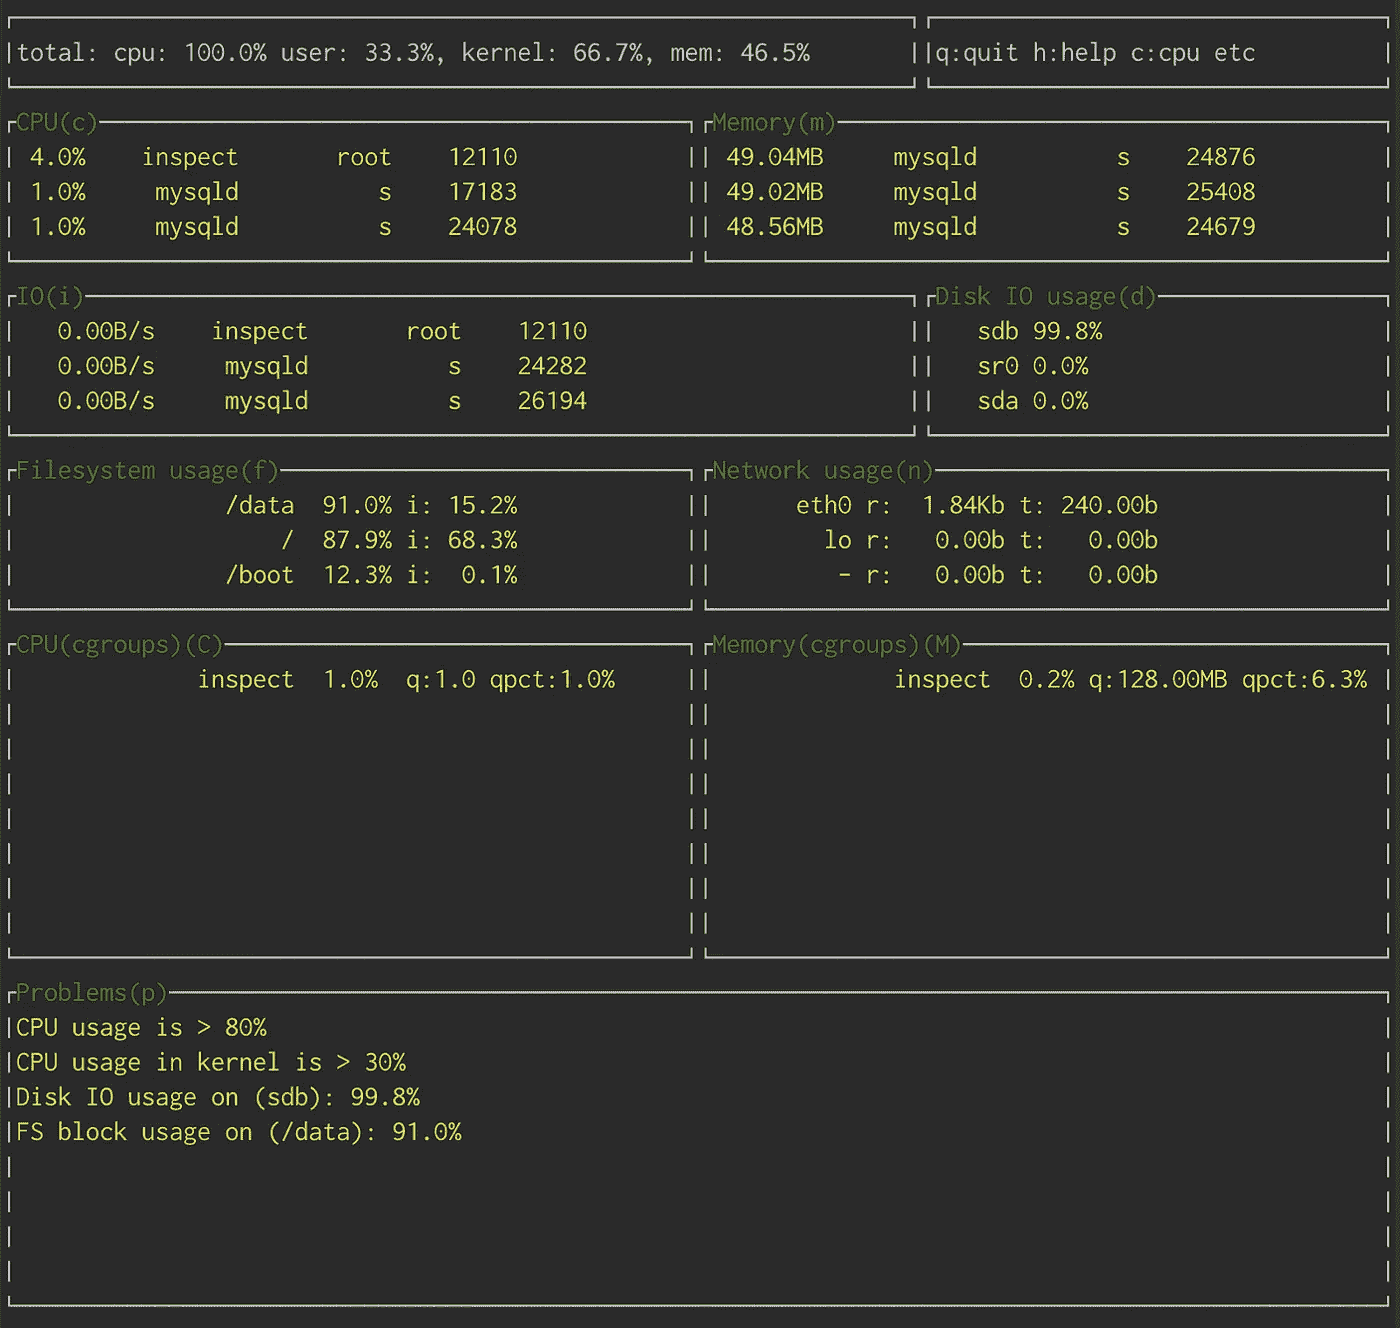 total: cpu: 100.0% user: 33.3%, kernel: 66.7%, mem: 46.5%
q:quit h:help c:cpu etc
CPU(c)
4.0% inspect root 12110
1.0% mysqld s 17183
1.0% mysqld s 24078
Memory(m)
49.04MB mysqld s 24876
49.02MB mysqld s 25408
48.56MB mysqld s 24679
IO(i)
0.00B/s inspect root 12110
0.00B/s mysqld s 24282
0.00B/s mysqld s 26194
Disk IO usage(d)
sdb 99.8%
sr0 0.0%
sda 0.0%
Filesystem usage(f)
/data 91.0% i: 15.2%
/ 87.9% i: 68.3%
/boot 12.3% i: 0.1%
Network usage(n)
eth0 r: 1.84Kb t: 240.00b
lo r: 0.00b t: 0.00b
- r: 0.00b t: 0.00b
CPU(cgroups)(C)
inspect 1.0% q:1.0 qpct:1.0%
Memory(cgroups)(M)
inspect 0.2% q:128.00MB qpct:6.3%
Problems(p)
CPU usage is > 80%
CPU usage in kernel is > 30%
Disk IO usage on (sdb): 99.8%
FS block usage on (/data): 91.0%